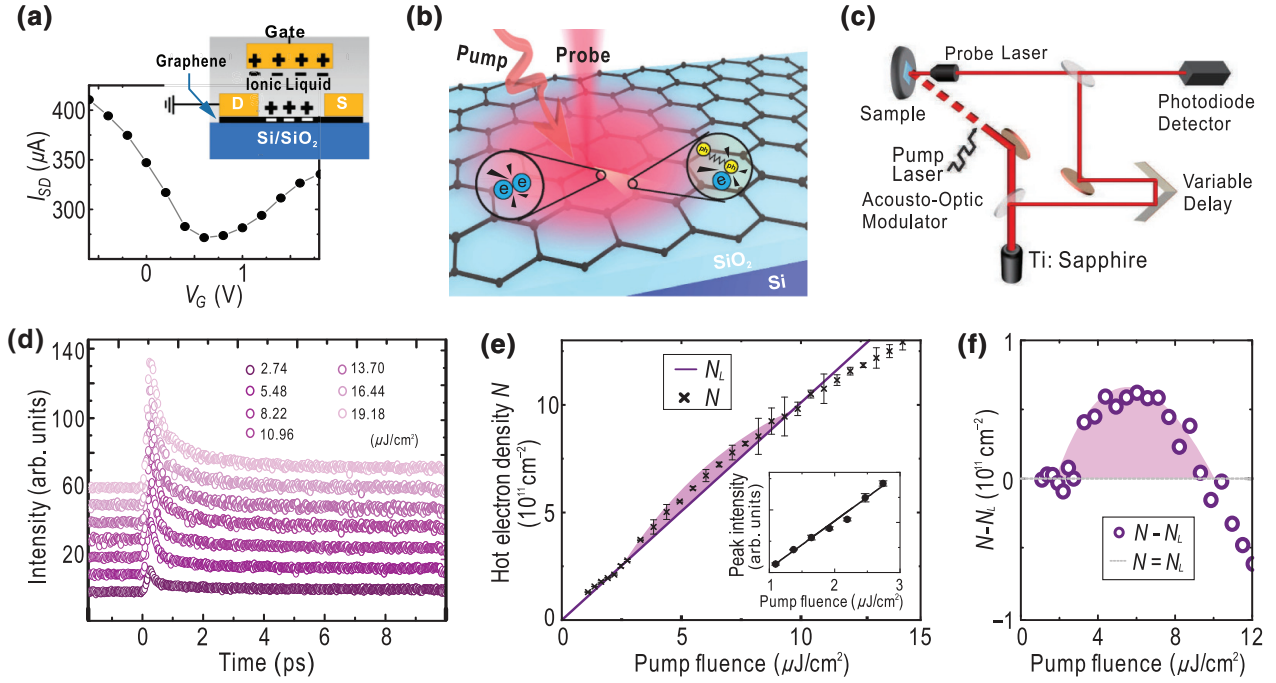 (a)
Gate
Graphene
Ionic Liquid
D
S
Si/SiO2
400
350
300
I_SD (μA)
0
1
V_G (V)
(b)
Pump
Probe
e
e
ph
ph
e
SiO2
Si
(c)
Probe Laser
Sample
Photodiode
Detector
Pump
Laser
Acousto-Optic
Modulator
Variable
Delay
Ti: Sapphire
(d)
140
100
60
20
Intensity (arb. units)
2.74
5.48
8.22
10.96
13.70
16.44
19.18
(μJ/cm²)
0
2
4
6
8
Time (ps)
(e)
10
5
0
Hot electron density N
(10¹¹ cm⁻²)
N_L
N
Peak intensity
(arb. units)
1
2
3
Pump fluence (μJ/cm²)
5
10
15
Pump fluence (μJ/cm²)
(f)
1
0
−1
N-N_L (10¹¹ cm⁻²)
N − N_L
N = N_L
0
4
8
12
Pump fluence (μJ/cm²)